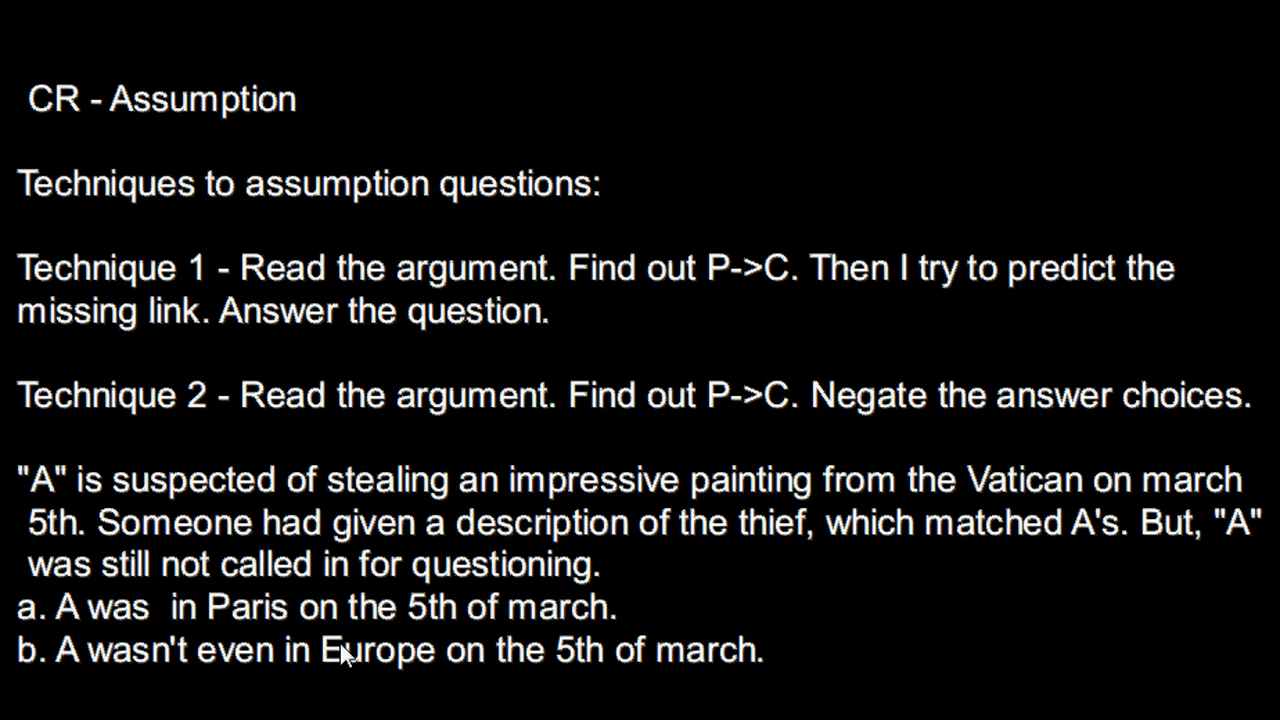 CR - Assumption
Techniques to assumption questions:
Technique 1 - Read the argument. Find out P->C. Then I try to predict the
missing link. Answer the question.
Technique 2 - Read the argument. Find out P->C. Negate the answer choices.
"A" is suspected of stealing an impressive painting from the Vatican on march
5th. Someone had given a description of the thief, which matched A's. But, "A"
was still not called in for questioning.
a. A was  in Paris on the 5th of march.
b. A wasn't even in Europe on the 5th of march.